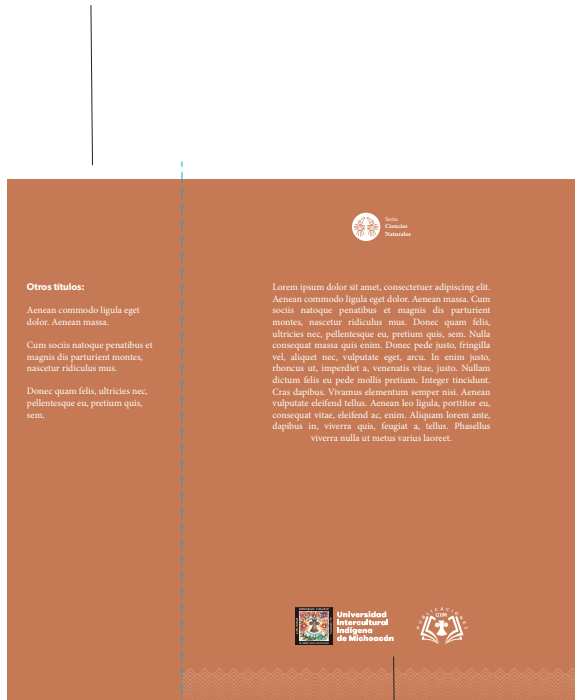 Serie
Ciencias
Naturales
Otros títulos:
Aenean commodo ligula eget
dolor. Aenean massa.
Cum sociis natoque penatibus et
magnis dis parturient montes,
nascetur ridiculus mus.
Donec quam felis, ultricies nec,
pellentesque eu, pretium quis,
sem.
Lorem ipsum dolor sit amet, consectetuer adipiscing elit.
Aenean commodo ligula eget dolor. Aenean massa. Cum
sociis natoque penatibus et magnis dis parturient
montes, nascetur ridiculus mus. Donec quam felis,
ultricies nec, pellentesque eu, pretium quis, sem. Nulla
consequat massa quis enim. Donec pede justo, fringilla
vel, aliquet nec, vulputate eget, arcu. In enim justo,
rhoncus ut, imperdiet a, venenatis vitae, justo. Nullam
dictum felis eu pede mollis pretium. Integer tincidunt.
Cras dapibus. Vivamus elementum semper nisi. Aenean
vulputate eleifend tellus. Aenean leo ligula, porttitor eu,
consequat vitae, eleifend ac, enim. Aliquam lorem ante,
dapibus in, viverra quis, feugiat a, tellus. Phasellus
viverra nulla ut metus varius laoreet.
Universidad
Intercultural
Indígena
de Michoacán
PUBLICACIONES
UIIM